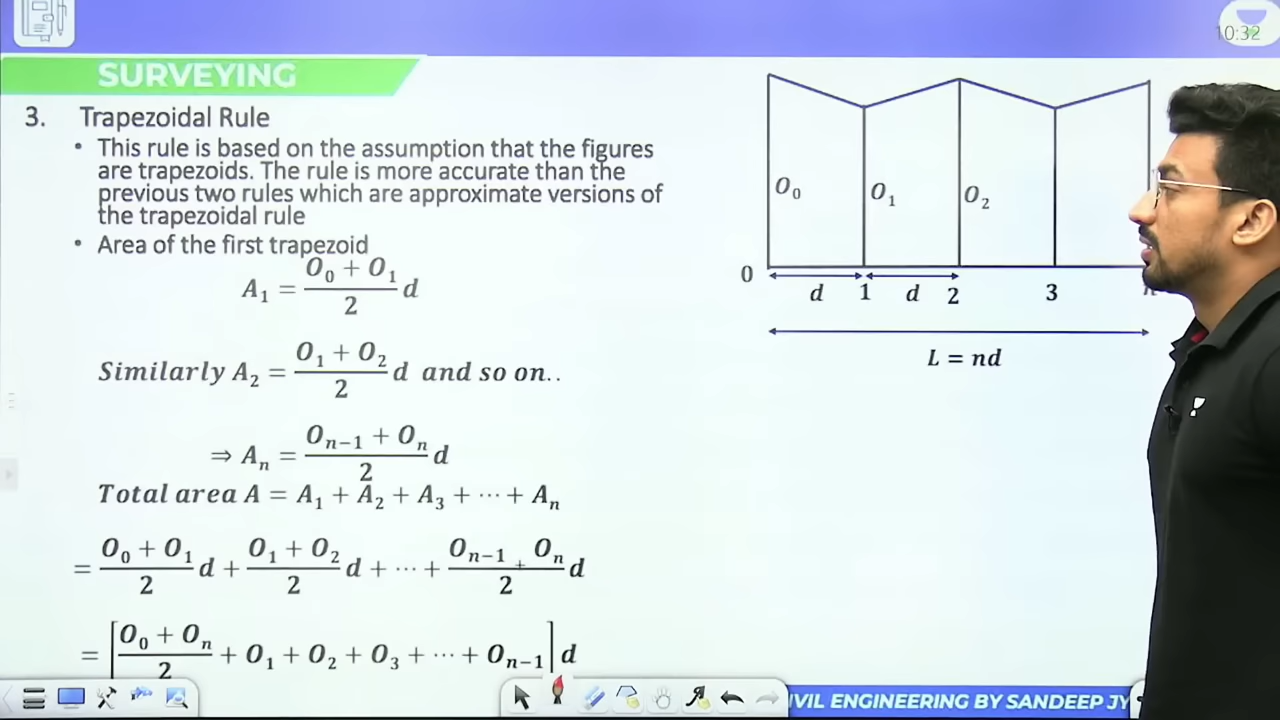 10:32
SURVEYING
3. Trapezoidal Rule
• This rule is based on the assumption that the figures
are trapezoids. The rule is more accurate than the
previous two rules which are approximate versions of
the trapezoidal rule
• Area of the first trapezoid
A₁ = (O₀ + O₁)/2 d
Similarly A₂ = (O₁ + O₂)/2 d and so on..
⇒ Aₙ = (Oₙ₋₁ + Oₙ)/2 d
Total area A = A₁ + A₂ + A₃ + ⋯ + Aₙ
= (O₀ + O₁)/2 d + (O₁ + O₂)/2 d + ⋯ + (Oₙ₋₁ + Oₙ)/2 d
= [(O₀ + Oₙ)/2 + O₁ + O₂ + O₃ + ⋯ + Oₙ₋₁] d
O₀ O₁ O₂
0
d 1 d 2 3
L = nd
IVIL ENGINEERING BY SANDEEP JY